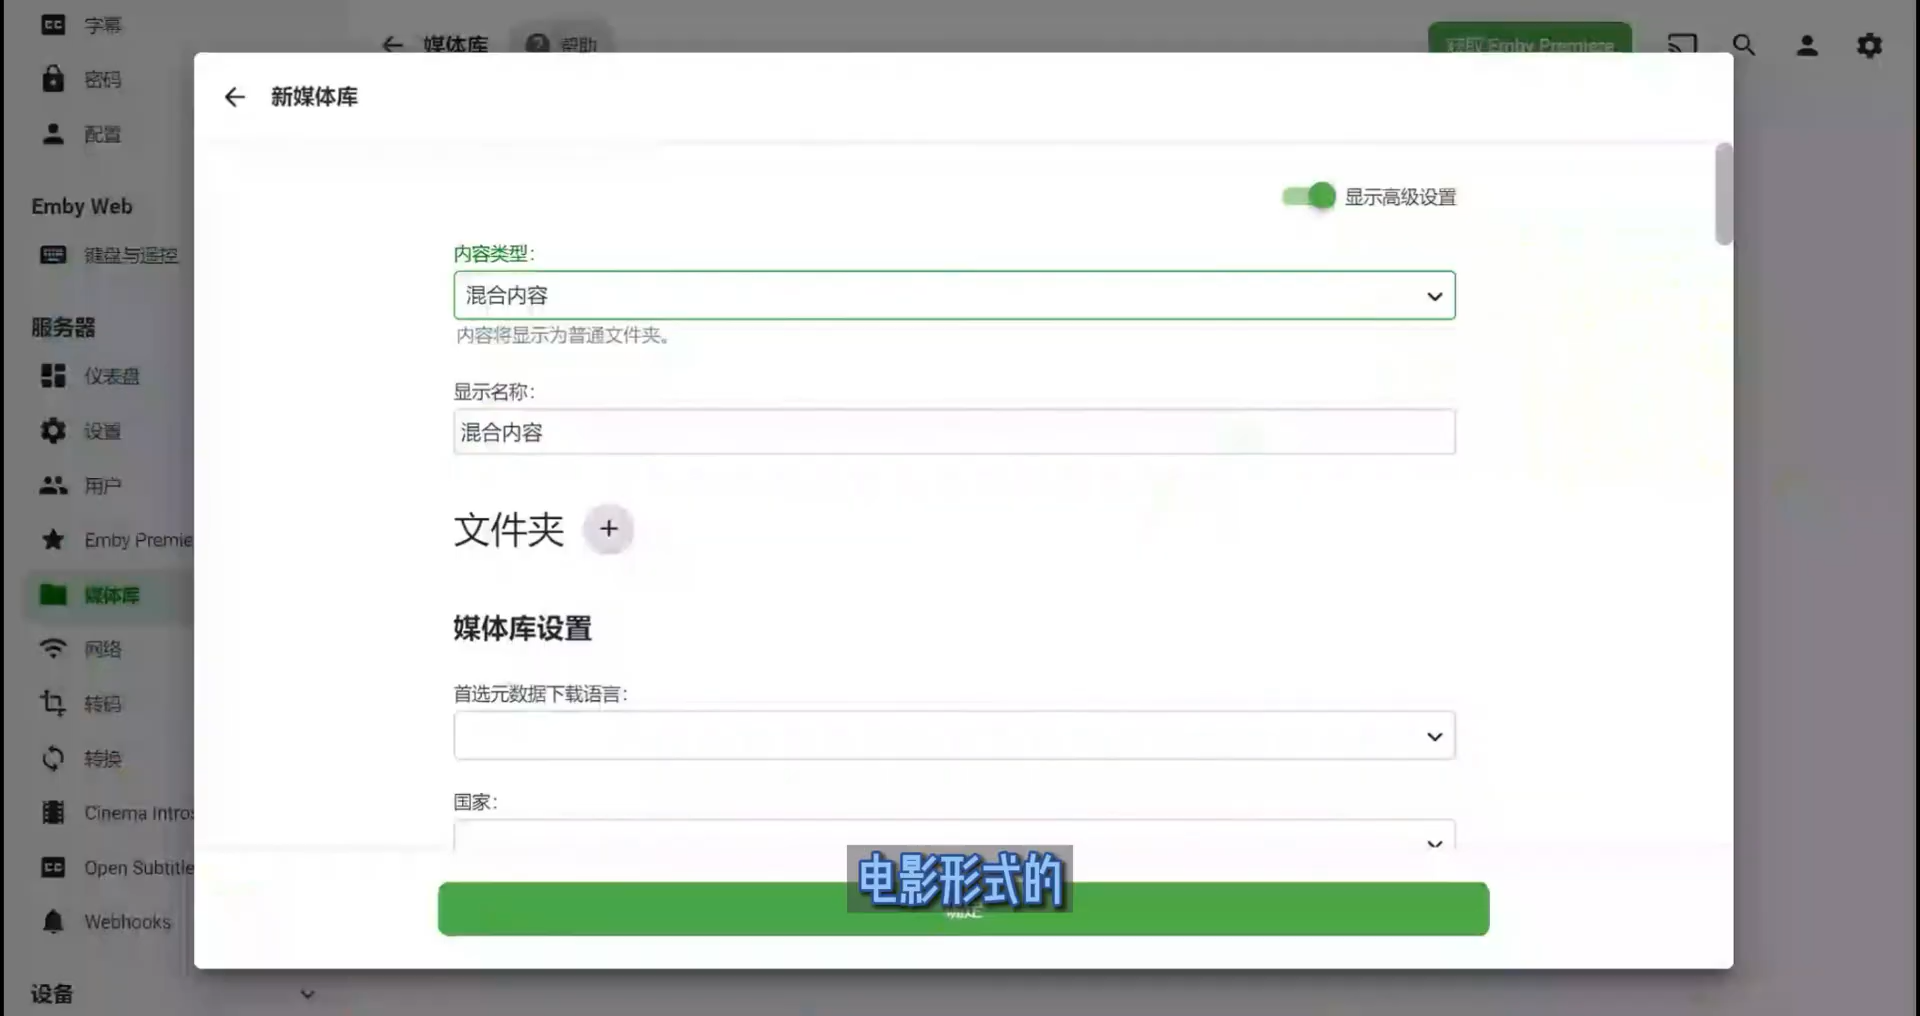 字幕
密码
配置
Emby Web
键盘与遥控
服务器
仪表盘
设置
用户
Emby Premie
媒体库
网络
转码
转换
Cinema Intros
Open Subtitle
Webhooks
设备
媒体库
帮助
获取 Emby Premiere
新媒体库
显示高级设置
内容类型:
混合内容
内容将显示为普通文件夹。
显示名称:
混合内容
文件夹 +
媒体库设置
首选元数据下载语言:
国家:
电影形式的